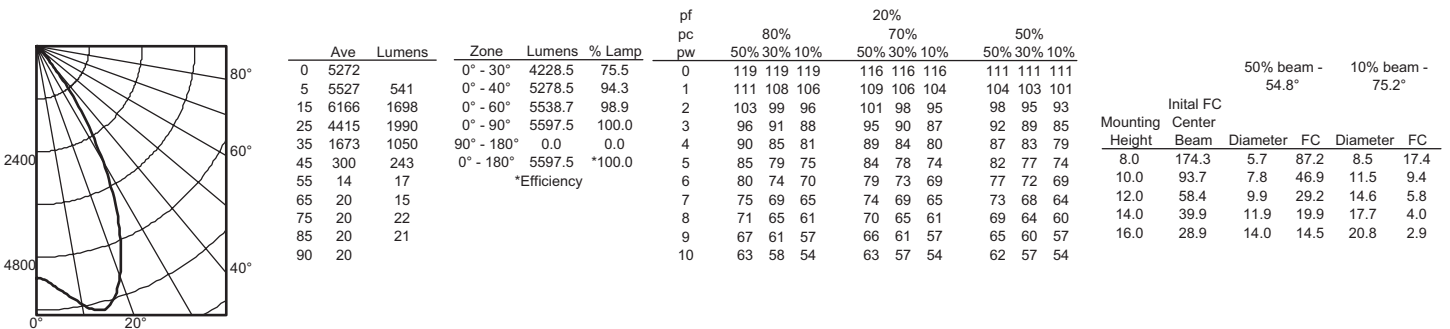 80°
60°
40°
20°
0°
2400
4800
Ave Lumens
0 5272
5 5527 541
15 6166 1698
25 4415 1990
35 1673 1050
45 300 243
55 14 17
65 20 15
75 20 22
85 20 21
90 20
Zone Lumens % Lamp
0° - 30° 4228.5 75.5
0° - 40° 5278.5 94.3
0° - 60° 5538.7 98.9
0° - 90° 5597.5 100.0
90° - 180° 0.0 0.0
0° - 180° 5597.5 *100.0
*Efficiency
pf 20%
pc 80% 70% 50%
pw 50% 30% 10% 50% 30% 10% 50% 30% 10%
0 119 119 119 116 116 116 111 111 111
1 111 108 106 109 106 104 104 103 101
2 103 99 96 101 98 95 98 95 93
3 96 91 88 95 90 87 92 89 85
4 90 85 81 89 84 80 87 83 79
5 85 79 75 84 78 74 82 77 74
6 80 74 70 79 73 69 77 72 69
7 75 69 65 74 69 65 73 68 64
8 71 65 61 70 65 61 69 64 60
9 67 61 57 66 61 57 65 60 57
10 63 58 54 63 57 54 62 57 54
50% beam - 10% beam -
54.8° 75.2°
Inital FC
Mounting Center
Height Beam Diameter FC Diameter FC
8.0 174.3 5.7 87.2 8.5 17.4
10.0 93.7 7.8 46.9 11.5 9.4
12.0 58.4 9.9 29.2 14.6 5.8
14.0 39.9 11.9 19.9 17.7 4.0
16.0 28.9 14.0 14.5 20.8 2.9